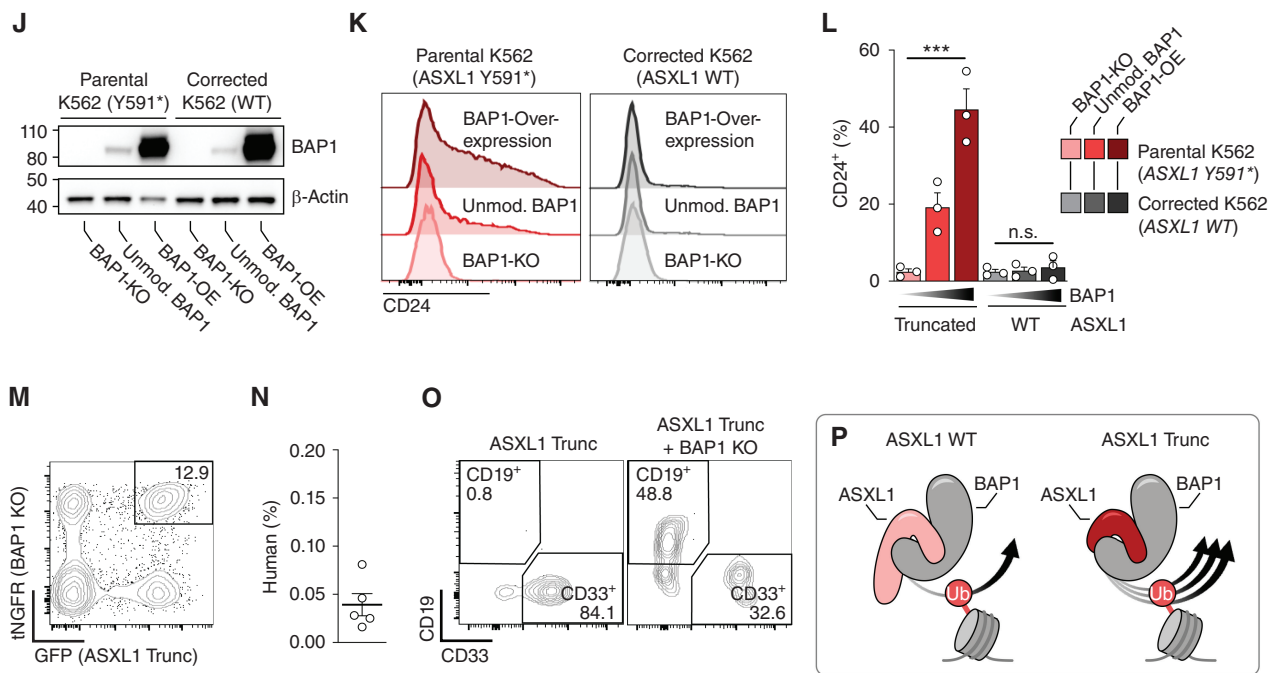 J
Parental
K562 (Y591*)
Corrected
K562 (WT)
110
80
BAP1
50
40
β-Actin
BAP1-KO
Unmod. BAP1
BAP1-OE
BAP1-KO
Unmod. BAP1
BAP1-OE
K
Parental K562
(ASXL1 Y591*)
Corrected K562
(ASXL1 WT)
BAP1-Over-
expression
Unmod. BAP1
BAP1-KO
BAP1-Over-
expression
Unmod. BAP1
BAP1-KO
CD24
L
CD24+ (%)
60
40
20
0
***
n.s.
BAP1
Truncated
WT
ASXL1
BAP1-KO
Unmod. BAP1
BAP1-OE
Parental K562
(ASXL1 Y591*)
Corrected K562
(ASXL1 WT)
M
12.9
tNGFR (BAP1 KO)
GFP (ASXL1 Trunc)
N
Human (%)
0.20
0.15
0.10
0.05
0.00
O
ASXL1 Trunc
ASXL1 Trunc
+ BAP1 KO
CD19+
0.8
CD33+
84.1
CD19+
48.8
CD33+
32.6
CD19
CD33
P
ASXL1 WT
ASXL1 Trunc
ASXL1
BAP1
Ub
ASXL1
BAP1
Ub